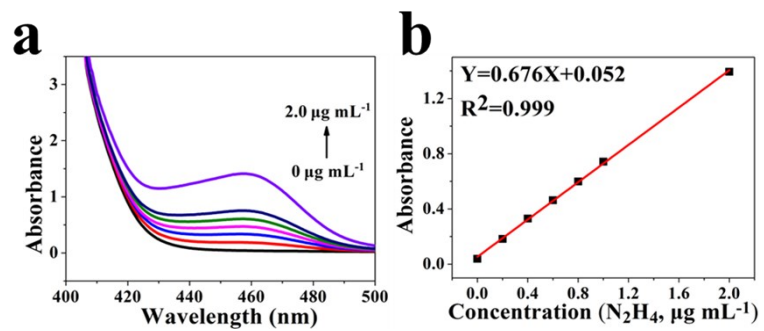 a
3
2
1
0
Absorbance
2.0 µg mL⁻¹
0 µg mL⁻¹
400 420 440 460 480 500
Wavelength (nm)
b
Y=0.676X+0.052
R²=0.999
1.2
0.8
0.4
0.0
Absorbance
0.0 0.4 0.8 1.2 1.6 2.0
Concentration (N₂H₄, µg mL⁻¹)